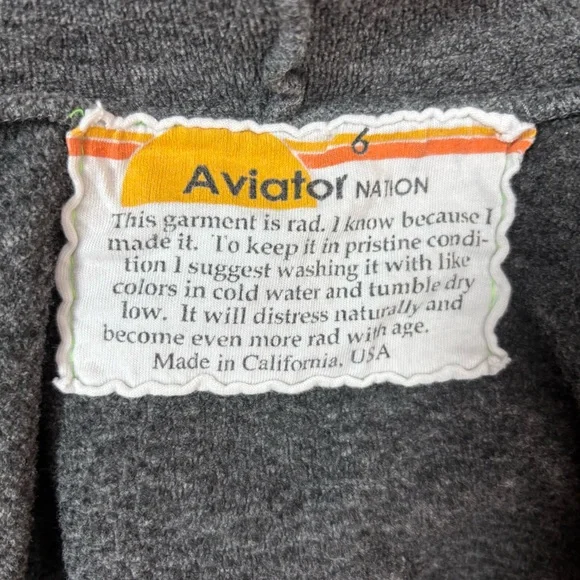 6
Aviator NATION
This garment is rad. I know because I
made it. To keep it in pristine condi-
tion I suggest washing it with like
colors in cold water and tumble dry
low. It will distress naturally and
become even more rad with age.
Made in California, USA